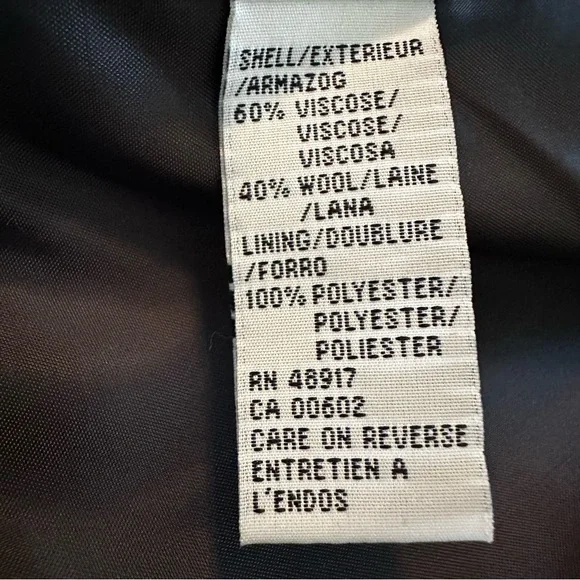 SHELL/EXTERIEUR
/ARMAZOG
60% VISCOSE/
VISCOSE/
VISCOSA
40% WOOL/LAINE
/LANA
LINING/DOUBLURE
/FORRO
100% POLYESTER/
POLYESTER/
POLIESTER
RN 48917
CA 00602
CARE ON REVERSE
ENTRETIEN A
L'ENDOS